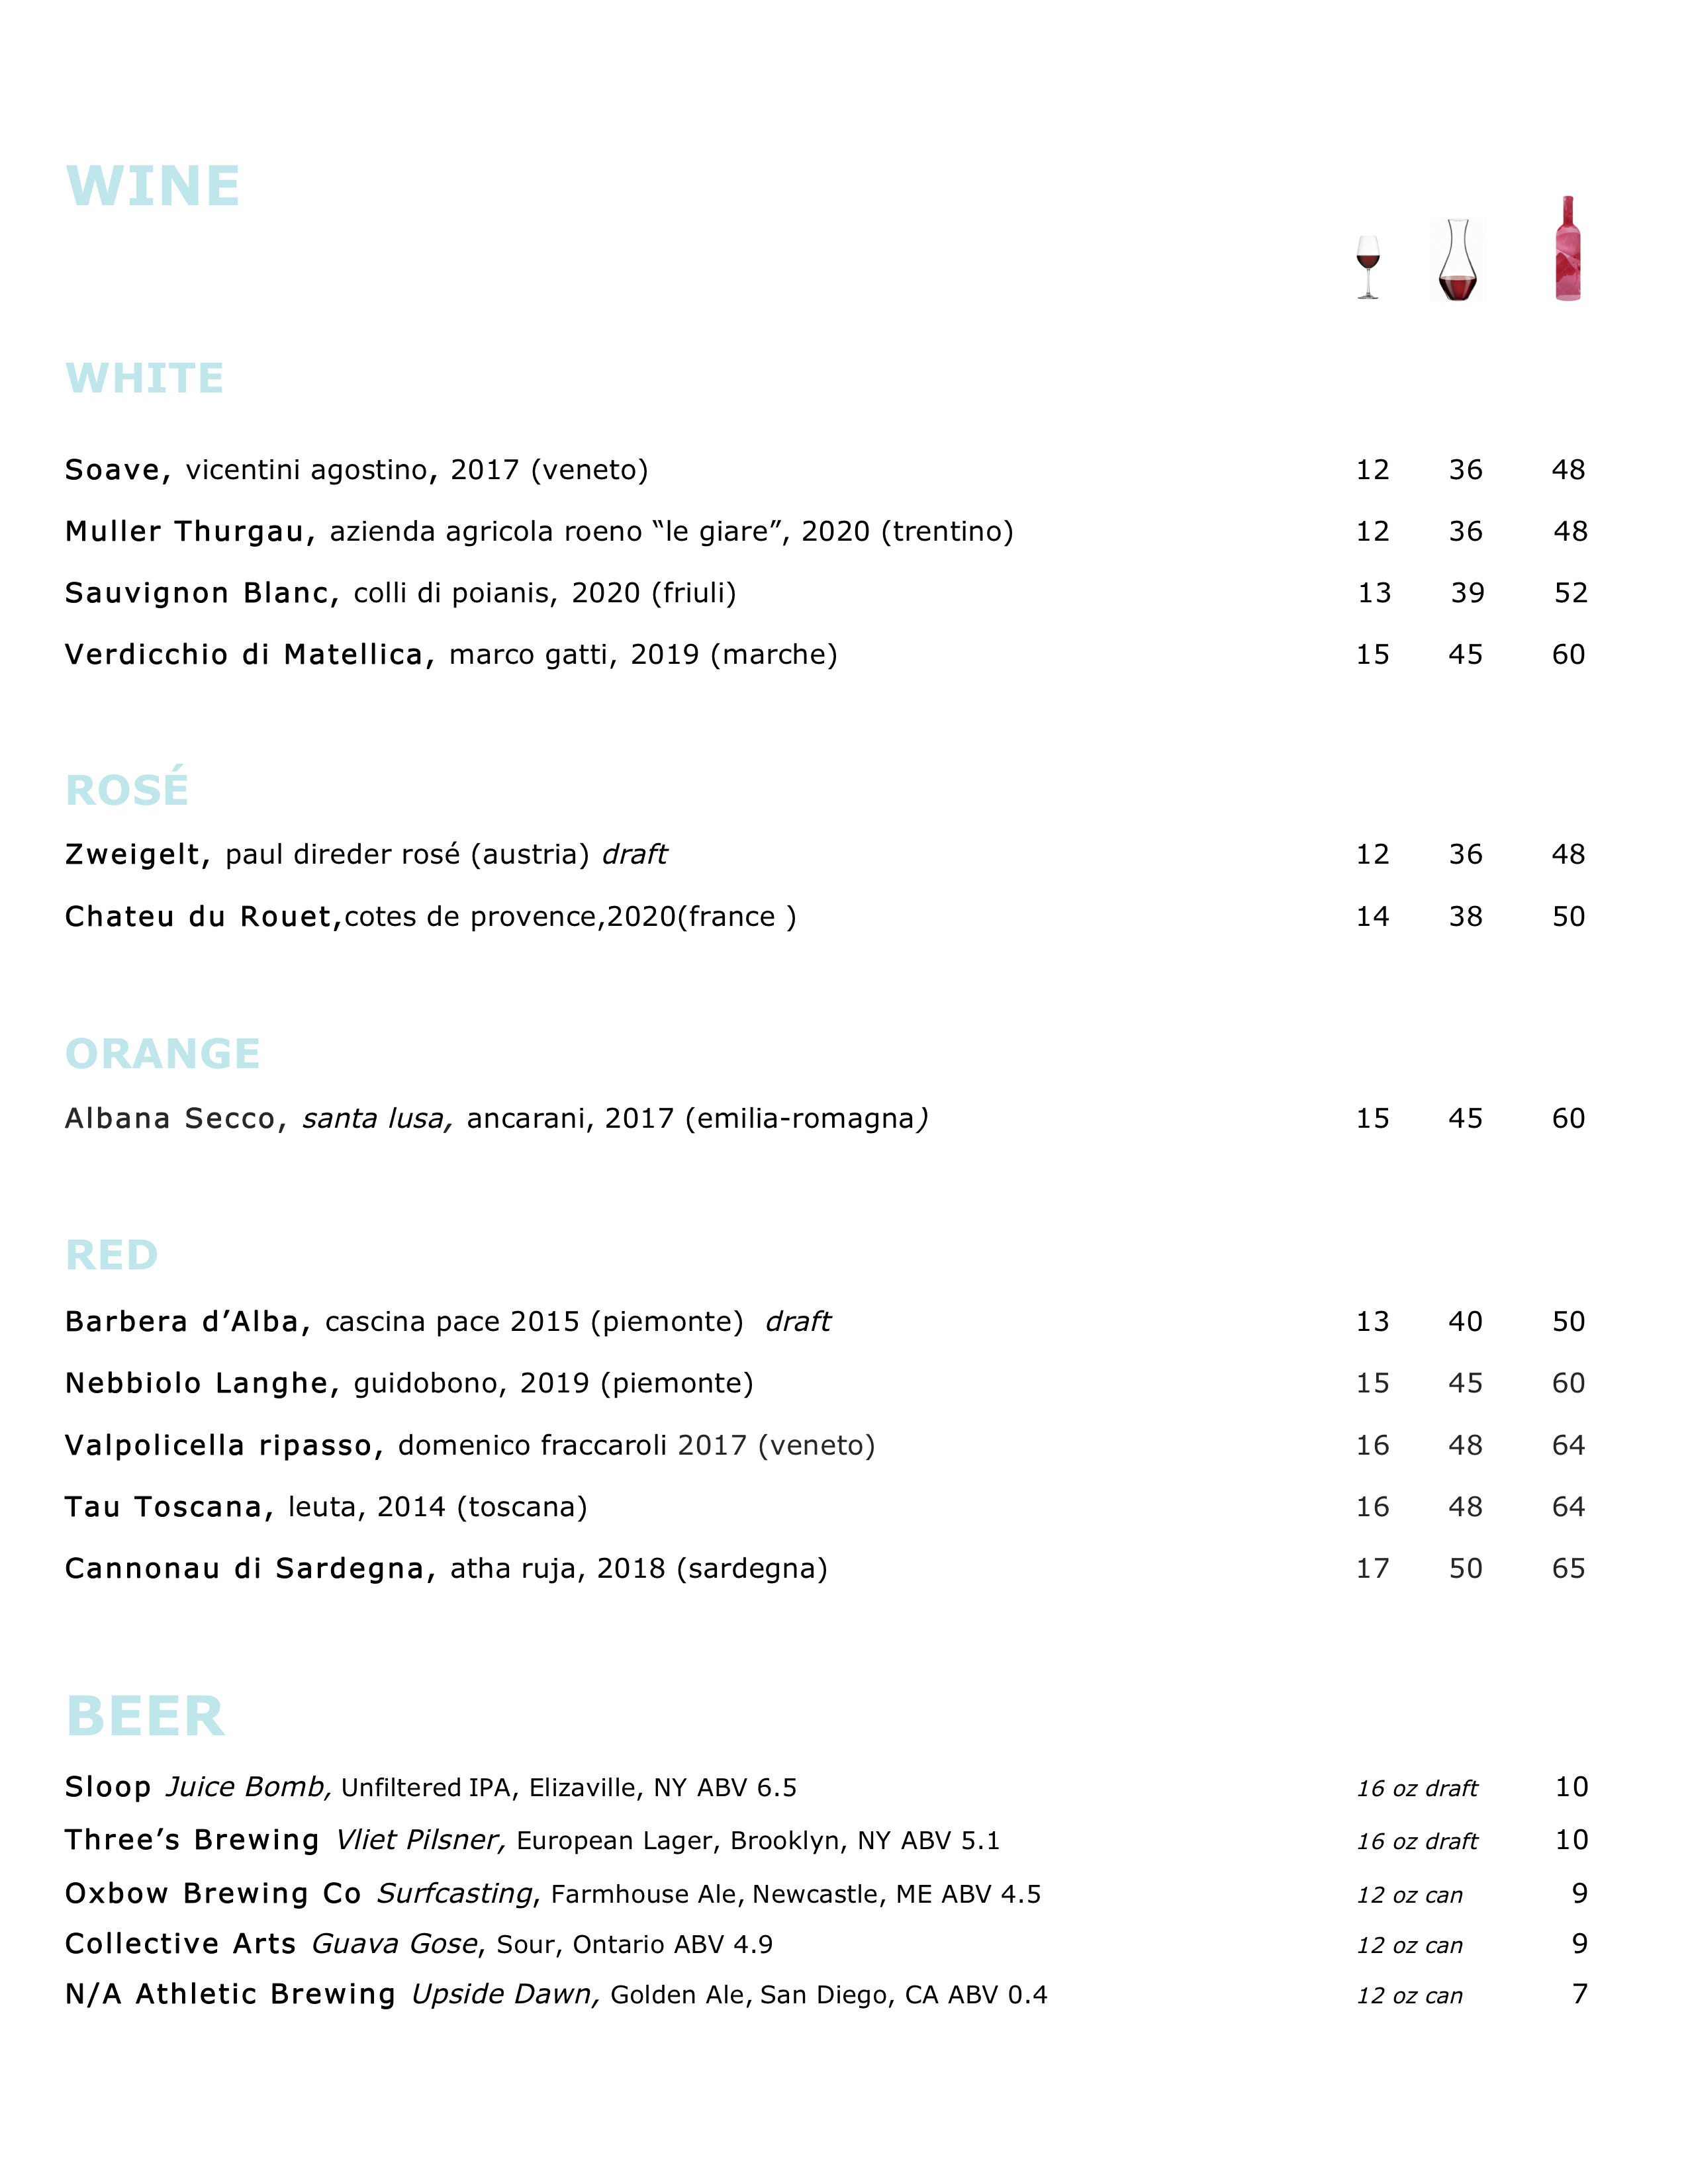 WINE
WHITE
Soave, vicentini agostino, 2017 (veneto) 12 36 48
Muller Thurgau, azienda agricola roeno “le giare”, 2020 (trentino) 12 36 48
Sauvignon Blanc, colli di poianis, 2020 (friuli) 13 39 52
Verdicchio di Matellica, marco gatti, 2019 (marche) 15 45 60
ROSÉ
Zweigelt, paul direder rosé (austria) draft 12 36 48
Chateu du Rouet,cotes de provence,2020(france ) 14 38 50
ORANGE
Albana Secco, santa lusa, ancarani, 2017 (emilia-romagna) 15 45 60
RED
Barbera d’Alba, cascina pace 2015 (piemonte) draft 13 40 50
Nebbiolo Langhe, guidobono, 2019 (piemonte) 15 45 60
Valpolicella ripasso, domenico fraccaroli 2017 (veneto) 16 48 64
Tau Toscana, leuta, 2014 (toscana) 16 48 64
Cannonau di Sardegna, atha ruja, 2018 (sardegna) 17 50 65
BEER
Sloop Juice Bomb, Unfiltered IPA, Elizaville, NY ABV 6.5 16 oz draft 10
Three’s Brewing Vliet Pilsner, European Lager, Brooklyn, NY ABV 5.1 16 oz draft 10
Oxbow Brewing Co Surfcasting, Farmhouse Ale, Newcastle, ME ABV 4.5 12 oz can 9
Collective Arts Guava Gose, Sour, Ontario ABV 4.9 12 oz can 9
N/A Athletic Brewing Upside Dawn, Golden Ale, San Diego, CA ABV 0.4 12 oz can 7